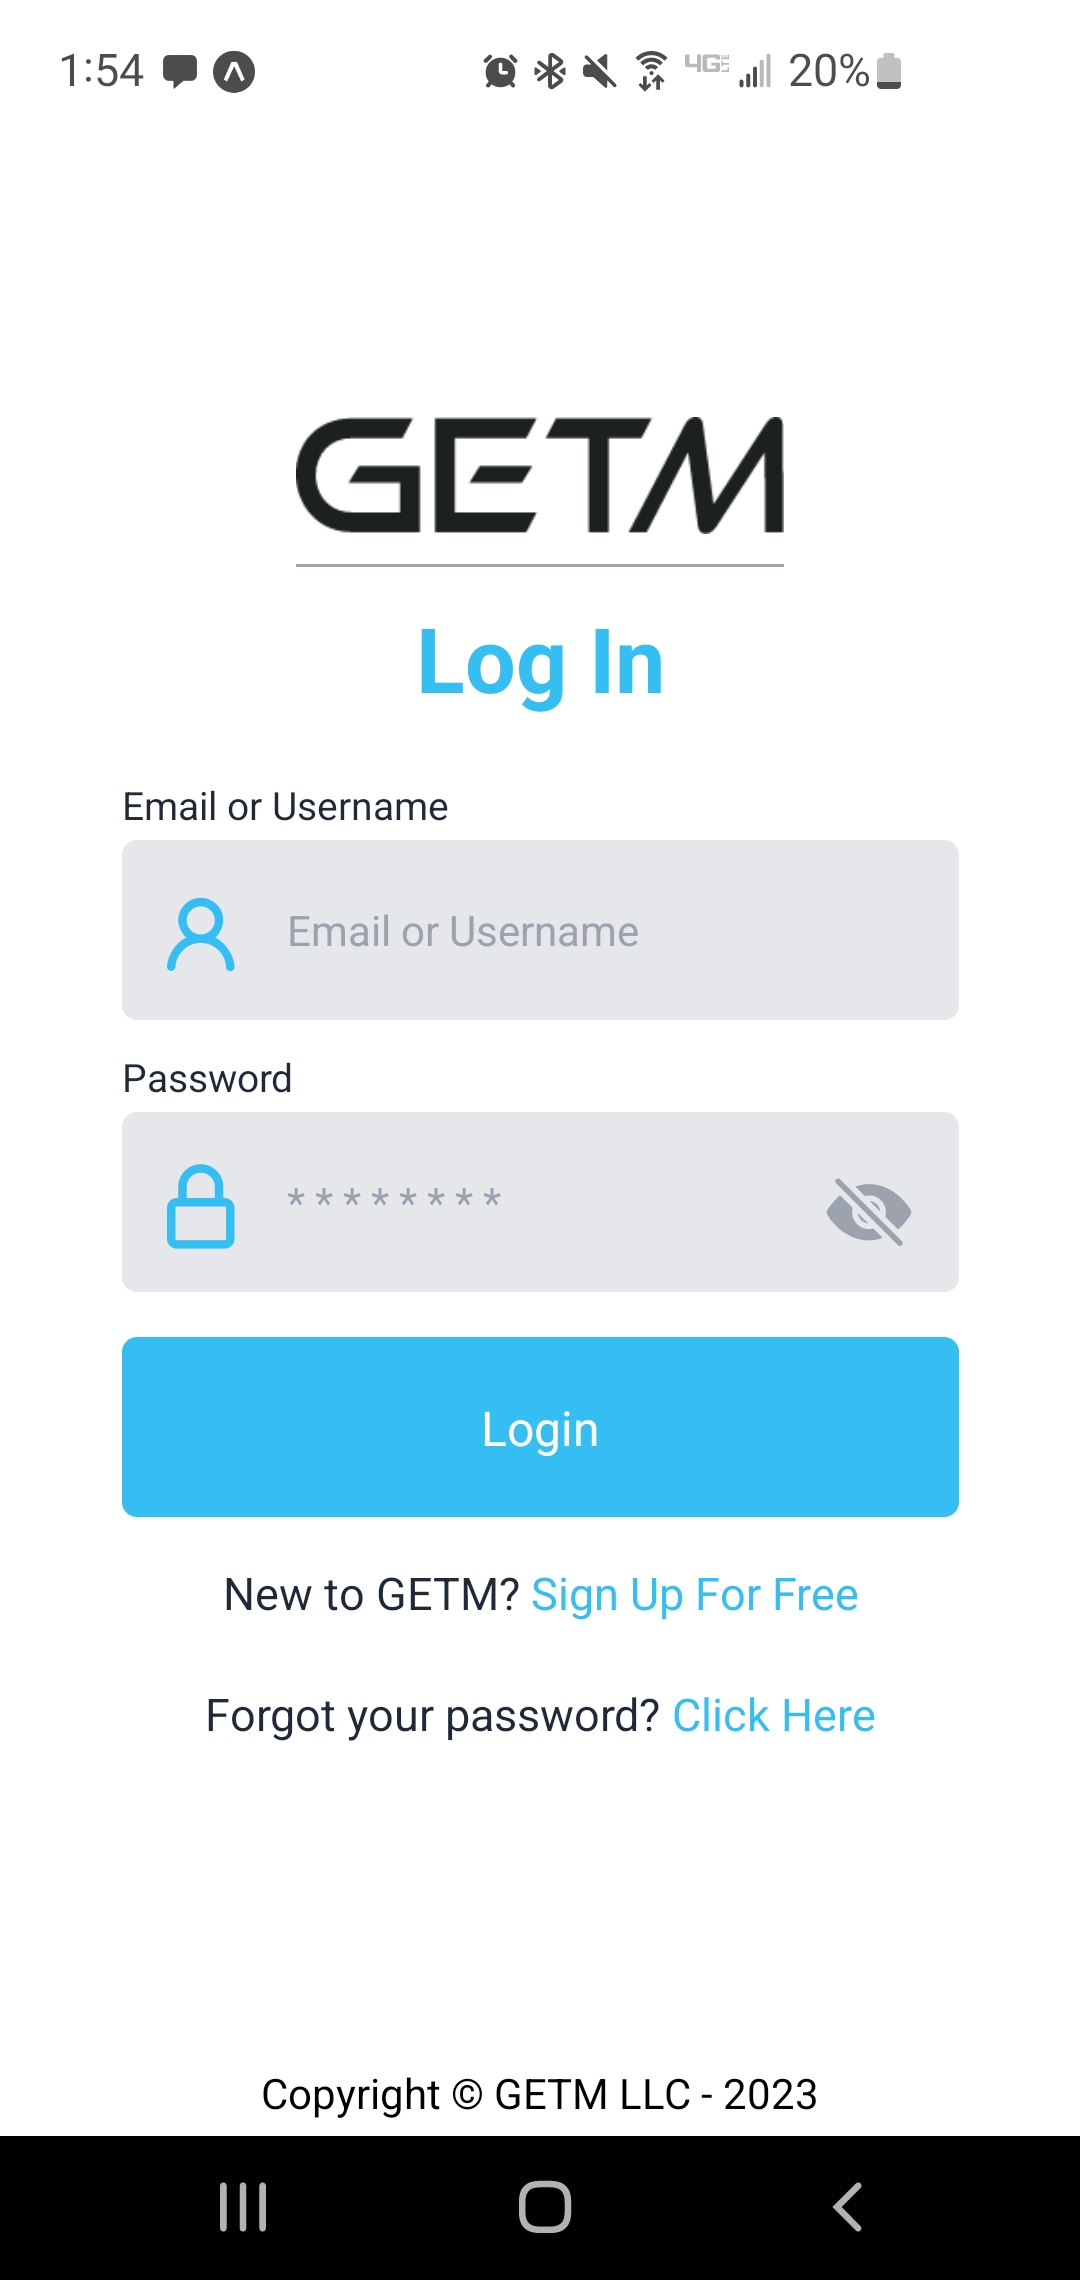 1:54
4G LTE 20%
GETM
Log In
Email or Username
Email or Username
Password
********
Login
New to GETM? Sign Up For Free
Forgot your password? Click Here
Copyright © GETM LLC - 2023